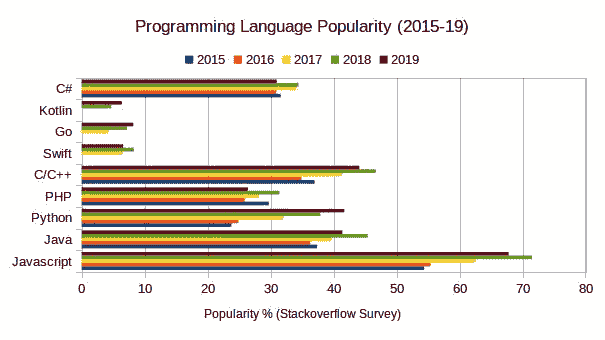 Programming Language Popularity (2015-19)
2015 2016 2017 2018 2019
C#
Kotlin
Go
Swift
C/C++
PHP
Python
Java
Javascript
0 10 20 30 40 50 60 70 80
Popularity % (Stackoverflow Survey)